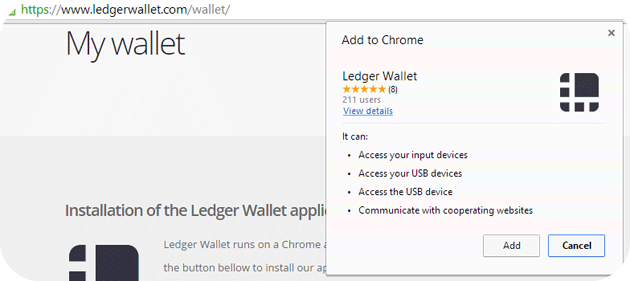 https://www.ledgerwallet.com/wallet/
My wallet
Add to Chrome
Ledger Wallet
(8)
211 users
View details
It can:
• Access your input devices
• Access your USB devices
• Access the USB device
• Communicate with cooperating websites
Add Cancel
Installation of the Ledger Wallet applic
Ledger Wallet runs on a Chrome a
the button bellow to install our ap